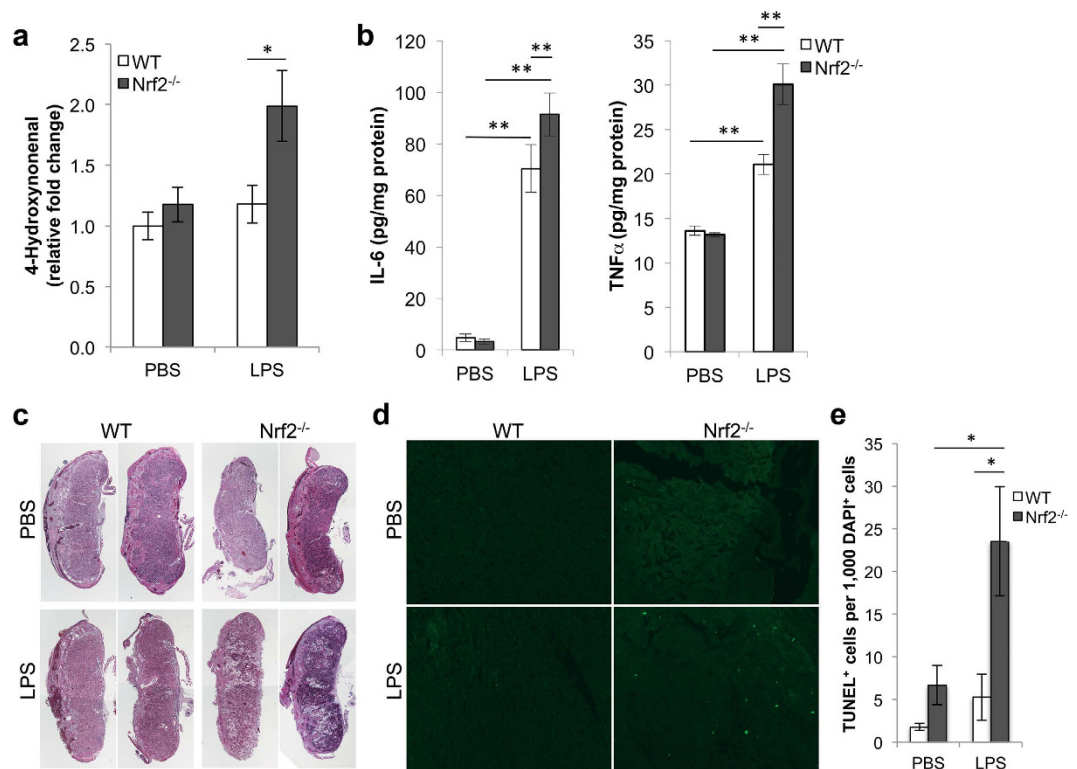 a
4-Hydroxynonenal
(relative fold change)
2.5
2.0
1.5
1.0
0.5
0.0
WT
Nrf2-/-
*
PBS
LPS
b
IL-6 (pg/mg protein)
120
100
80
60
40
20
0
**
**
**
PBS
LPS
TNFα (pg/mg protein)
35
30
25
20
15
10
5
0
**
**
**
WT
Nrf2-/-
PBS
LPS
c
WT
Nrf2-/-
PBS
LPS
d
WT
Nrf2-/-
PBS
LPS
e
TUNEL+ cells per 1,000 DAPI+ cells
35
30
25
20
15
10
5
0
*
*
WT
Nrf2-/-
PBS
LPS